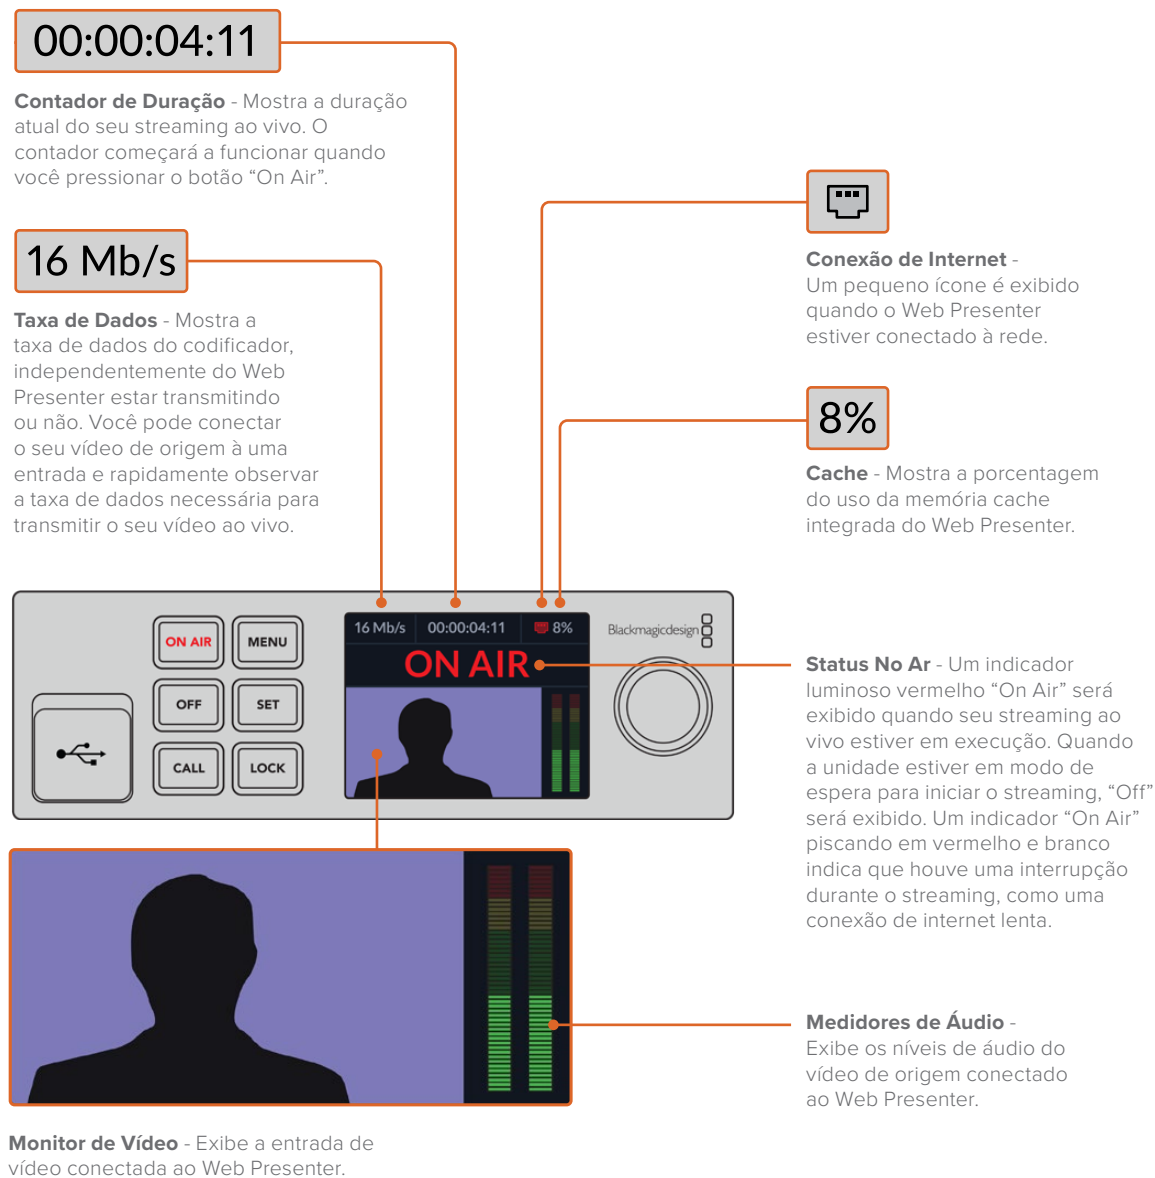 00:00:04:11
Contador de Duração - Mostra a duração
atual do seu streaming ao vivo. O
contador começará a funcionar quando
você pressionar o botão “On Air”.
16 Mb/s
Taxa de Dados - Mostra a
taxa de dados do codificador,
independentemente do Web
Presenter estar transmitindo
ou não. Você pode conectar
o seu vídeo de origem à uma
entrada e rapidamente observar
a taxa de dados necessária para
transmitir o seu vídeo ao vivo.
Conexão de Internet -
Um pequeno ícone é exibido
quando o Web Presenter
estiver conectado à rede.
8%
Cache - Mostra a porcentagem
do uso da memória cache
integrada do Web Presenter.
ON AIR
MENU
OFF
SET
CALL
LOCK
16 Mb/s
00:00:04:11
8%
ON AIR
Blackmagicdesign
Status No Ar - Um indicador
luminoso vermelho “On Air” será
exibido quando seu streaming ao
vivo estiver em execução. Quando
a unidade estiver em modo de
espera para iniciar o streaming, “Off”
será exibido. Um indicador “On Air”
piscando em vermelho e branco
indica que houve uma interrupção
durante o streaming, como uma
conexão de internet lenta.
Medidores de Áudio -
Exibe os níveis de áudio do
vídeo de origem conectado
ao Web Presenter.
Monitor de Vídeo - Exibe a entrada de
vídeo conectada ao Web Presenter.